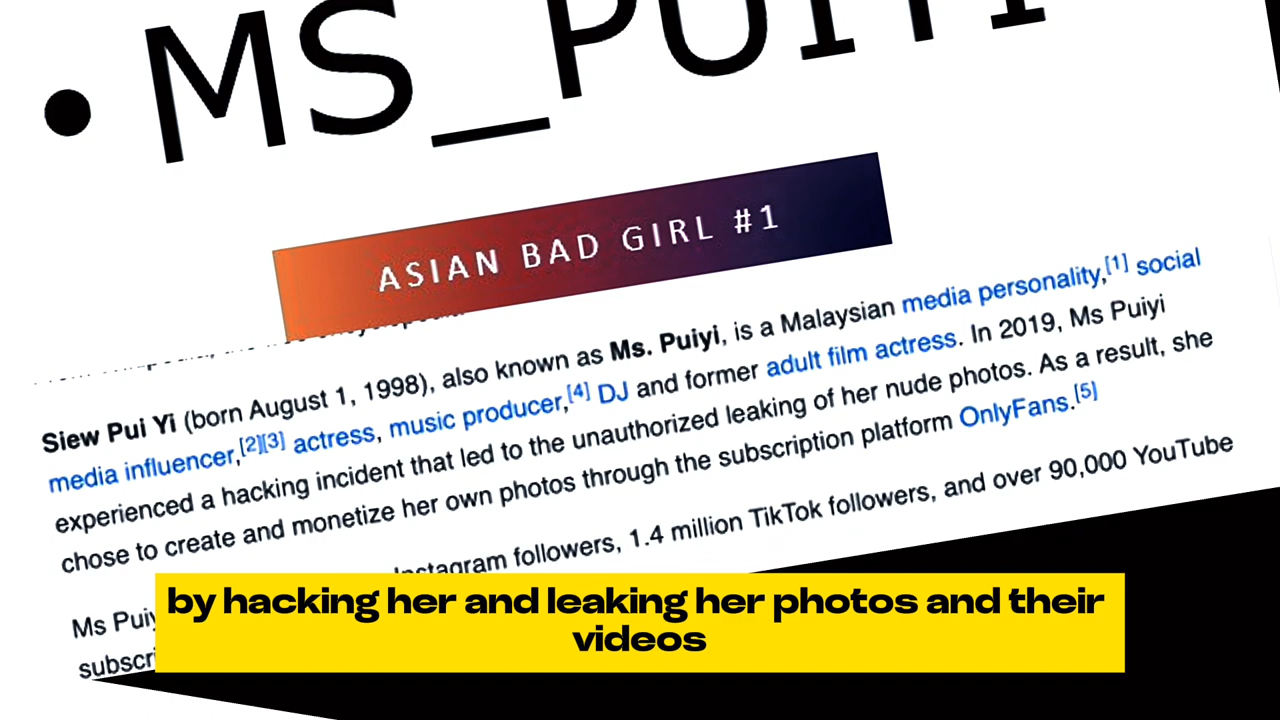 • MS_PUIYI
ASIAN BAD GIRL #1
Siew Pui Yi (born August 1, 1998), also known as Ms. Puiyi, is a Malaysian media personality,[1] social
media influencer,[2][3] actress, music producer,[4] DJ and former adult film actress. In 2019, Ms Puiyi
experienced a hacking incident that led to the unauthorized leaking of her nude photos. As a result, she
chose to create and monetize her own photos through the subscription platform OnlyFans.[5]
Ms Puiy Instagram followers, 1.4 million TikTok followers, and over 90,000 YouTube
subscri
by hacking her and leaking her photos and their
videos